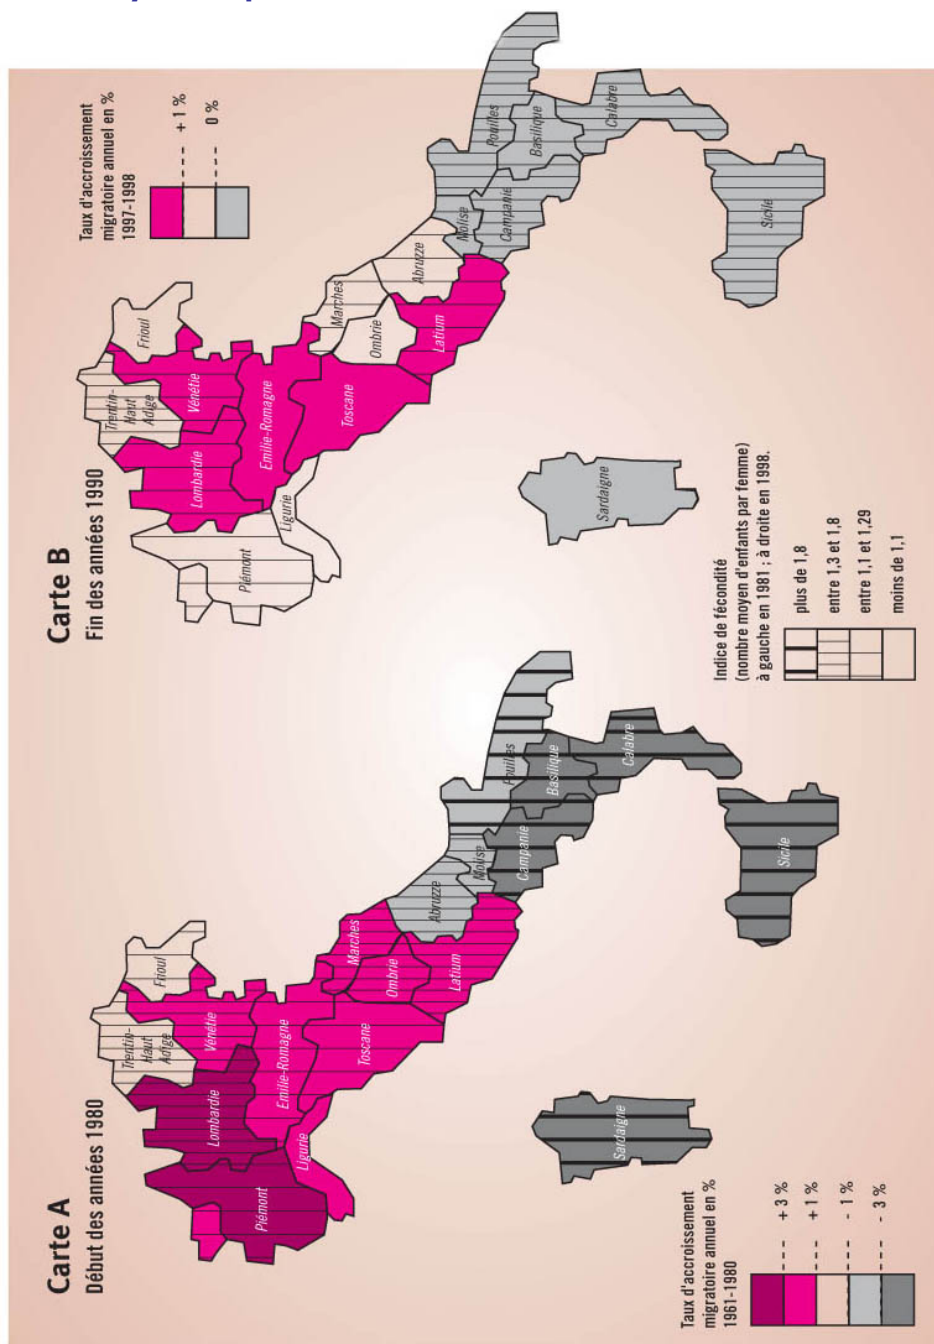 Carte A
Début des années 1980
Piémont
Lombardie
Trentin-
Haut
Adige
Frioul
Vénétie
Ligurie
Emilie-Romagne
Toscane
Marches
Ombrie
Latium
Abruzze
Molise
Campanie
Pouilles
Basilique
Calabre
Sicile
Sardaigne
Taux d'accroissement
migratoire annuel en %
1961-1980
+ 3 %
+ 1 %
- 1 %
- 3 %
Carte B
Fin des années 1990
Piémont
Lombardie
Trentin-
Haut
Adige
Frioul
Vénétie
Ligurie
Emilie-Romagne
Toscane
Marches
Ombrie
Latium
Abruzze
Molise
Campanie
Pouilles
Basilique
Calabre
Sicile
Sardaigne
Taux d'accroissement
migratoire annuel en %
1997-1998
+ 1 %
0 %
Indice de fécondité
(nombre moyen d'enfants par femme)
à gauche en 1981 ; à droite en 1998.
plus de 1,8
entre 1,3 et 1,8
entre 1,1 et 1,29
moins de 1,1